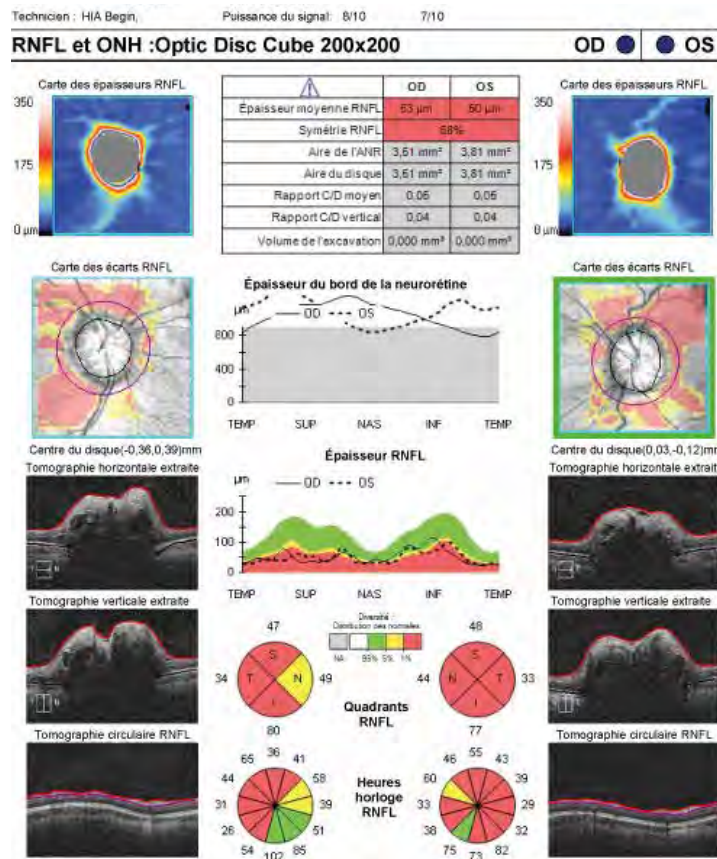 Technicien : HIA Begin, Puissance du signal: 8/10 7/10
RNFL et ONH :Optic Disc Cube 200x200 OD OS
Carte des épaisseurs RNFL
350
175
0 µm
OD OS
Épaisseur moyenne RNFL 53 µm 50 µm
Symétrie RNFL 68%
Aire de l'ANR 3,61 mm² 3,81 mm²
Aire du disque 3,61 mm² 3,81 mm²
Rapport C/D moyen 0,05 0,05
Rapport C/D vertical 0,04 0,04
Volume de l'excavation 0,000 mm³ 0,000 mm³
Carte des épaisseurs RNFL
350
175
0 µm
Carte des écarts RNFL
Centre du disque(-0,36,0,39)mm
Épaisseur du bord de la neurorétine
µm
OD OS
800
400
0
TEMP SUP NAS INF TEMP
Carte des écarts RNFL
Centre du disque(0,03,-0,12)mm
Tomographie horizontale extraite
Épaisseur RNFL
µm OD OS
200
100
0
TEMP SUP NAS INF TEMP
Tomographie horizontale extraite
Tomographie verticale extraite
Diversité :
Distribution des normales
NA 95% 5% 1%
47
34 S T N I 49
80
Quadrants
RNFL
48
44 S N T I 33
77
Tomographie verticale extraite
Tomographie circulaire RNFL
36
65 41
44 58
31 39
26 51
54 85
102
Heures
horloge
RNFL
55
46 43
60 39
33 29
38 32
75 82
73
Tomographie circulaire RNFL